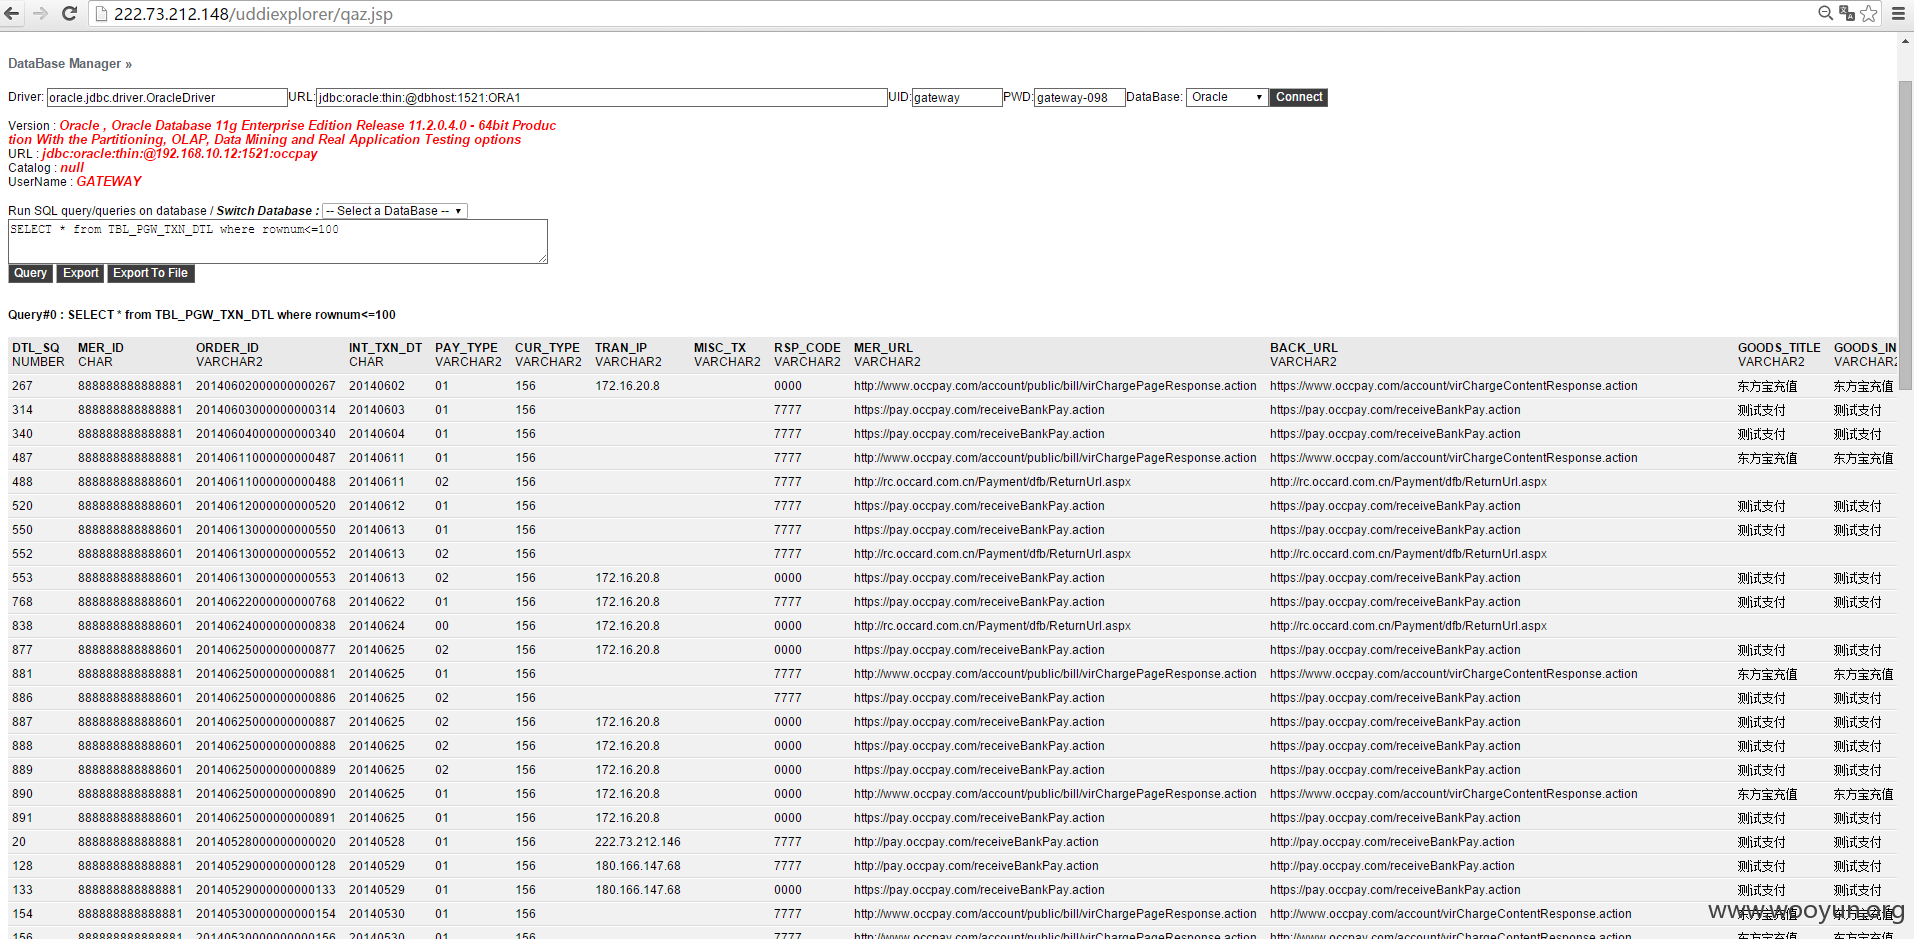 222.73.212.148/uddiexplorer/qaz.jsp
DataBase Manager »
Driver: oracle.jdbc.driver.OracleDriver URL: jdbc:oracle:thin:@dbhost:1521:ORA1 UID: gateway PWD: gateway-098 DataBase: Oracle Connect
Version : Oracle , Oracle Database 11g Enterprise Edition Release 11.2.0.4.0 - 64bit Produc
tion With the Partitioning, OLAP, Data Mining and Real Application Testing options
URL : jdbc:oracle:thin:@192.168.10.12:1521:occpay
Catalog : null
UserName : GATEWAY
Run SQL query/queries on database / Switch Database : -- Select a DataBase --
SELECT * from TBL_PGW_TXN_DTL where rownum<=100
Query Export Export To File
Query#0 : SELECT * from TBL_PGW_TXN_DTL where rownum<=100
DTL_SQ MER_ID ORDER_ID INT_TXN_DT PAY_TYPE CUR_TYPE TRAN_IP MISC_TX RSP_CODE MER_URL BACK_URL GOODS_TITLE GOODS_IN
NUMBER CHAR VARCHAR2 CHAR VARCHAR2 VARCHAR2 VARCHAR2 VARCHAR2 VARCHAR2 VARCHAR2 VARCHAR2 VARCHAR2 VARCHAR2
267 888888888888881 20140602000000000267 20140602 01 156 172.16.20.8 0000 http://www.occpay.com/account/public/bill/virChargePageResponse.action https://www.occpay.com/account/virChargeContentResponse.action 东方宝充值 东方宝充值
314 888888888888881 20140603000000000314 20140603 01 156 7777 https://pay.occpay.com/receiveBankPay.action https://pay.occpay.com/receiveBankPay.action 测试支付 测试支付
340 888888888888881 20140604000000000340 20140604 01 156 7777 https://pay.occpay.com/receiveBankPay.action https://pay.occpay.com/receiveBankPay.action 测试支付 测试支付
487 888888888888881 20140611000000000487 20140611 01 156 7777 http://www.occpay.com/account/public/bill/virChargePageResponse.action https://www.occpay.com/account/virChargeContentResponse.action 东方宝充值 东方宝充值
488 888888888888601 20140611000000000488 20140611 02 156 7777 http://rc.occard.com.cn/Payment/dfb/ReturnUrl.aspx http://rc.occard.com.cn/Payment/dfb/ReturnUrl.aspx
520 888888888888601 20140612000000000520 20140612 01 156 7777 https://pay.occpay.com/receiveBankPay.action https://pay.occpay.com/receiveBankPay.action 测试支付 测试支付
550 888888888888601 20140613000000000550 20140613 01 156 7777 https://pay.occpay.com/receiveBankPay.action https://pay.occpay.com/receiveBankPay.action 测试支付 测试支付
552 888888888888601 20140613000000000552 20140613 02 156 7777 http://rc.occard.com.cn/Payment/dfb/ReturnUrl.aspx http://rc.occard.com.cn/Payment/dfb/ReturnUrl.aspx
553 888888888888601 20140613000000000553 20140613 02 156 172.16.20.8 0000 https://pay.occpay.com/receiveBankPay.action https://pay.occpay.com/receiveBankPay.action 测试支付 测试支付
768 888888888888601 20140622000000000768 20140622 01 156 172.16.20.8 7777 https://pay.occpay.com/receiveBankPay.action https://pay.occpay.com/receiveBankPay.action 测试支付 测试支付
838 888888888888601 20140624000000000838 20140624 00 156 172.16.20.8 0000 http://rc.occard.com.cn/Payment/dfb/ReturnUrl.aspx http://rc.occard.com.cn/Payment/dfb/ReturnUrl.aspx
877 888888888888601 20140625000000000877 20140625 02 156 172.16.20.8 0000 https://pay.occpay.com/receiveBankPay.action https://pay.occpay.com/receiveBankPay.action 测试支付 测试支付
881 888888888888881 20140625000000000881 20140625 01 156 7777 http://www.occpay.com/account/public/bill/virChargePageResponse.action https://www.occpay.com/account/virChargeContentResponse.action 东方宝充值 东方宝充值
886 888888888888601 20140625000000000886 20140625 02 156 7777 https://pay.occpay.com/receiveBankPay.action https://pay.occpay.com/receiveBankPay.action 测试支付 测试支付
887 888888888888601 20140625000000000887 20140625 02 156 172.16.20.8 0000 https://pay.occpay.com/receiveBankPay.action https://pay.occpay.com/receiveBankPay.action 测试支付 测试支付
888 888888888888601 20140625000000000888 20140625 02 156 172.16.20.8 0000 https://pay.occpay.com/receiveBankPay.action https://pay.occpay.com/receiveBankPay.action 测试支付 测试支付
889 888888888888601 20140625000000000889 20140625 02 156 172.16.20.8 0000 https://pay.occpay.com/receiveBankPay.action https://pay.occpay.com/receiveBankPay.action 测试支付 测试支付
890 888888888888881 20140625000000000890 20140625 01 156 172.16.20.8 0000 http://www.occpay.com/account/public/bill/virChargePageResponse.action https://www.occpay.com/account/virChargeContentResponse.action 东方宝充值 东方宝充值
891 888888888888881 20140625000000000891 20140625 01 156 172.16.20.8 0000 https://pay.occpay.com/receiveBankPay.action https://pay.occpay.com/receiveBankPay.action 测试支付 测试支付
20 888888888888881 20140528000000000020 20140528 01 156 222.73.212.146 7777 http://pay.occpay.com/receiveBankPay.action http://pay.occpay.com/receiveBankPay.action 测试支付 测试支付
128 888888888888881 20140529000000000128 20140529 01 156 180.166.147.68 7777 http://pay.occpay.com/receiveBankPay.action http://pay.occpay.com/receiveBankPay.action 测试支付 测试支付
133 888888888888881 20140529000000000133 20140529 01 156 180.166.147.68 0000 https://pay.occpay.com/receiveBankPay.action https://pay.occpay.com/receiveBankPay.action 测试支付 测试支付
154 888888888888881 20140530000000000154 20140530 01 156 7777 http://www.occpay.com/account/public/bill/virChargePageResponse.action http://www.occpay.com/account/virChargeContentResponse.action 东方宝充值 东方宝充值
www.wooyun.org
156 888888888888881 20140530000000000156 20140530 01 156 7777 http://www.occpay.com/account/public/bill/virChargePageResponse.action http://www.occpay.com/account/virChargeContentResponse.action 东方宝充值 东方宝充值